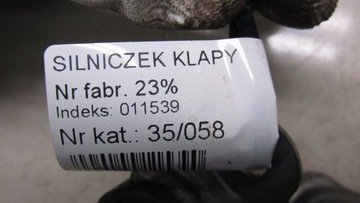 SILNICZEK KLAPY
Nr fabr. 23%
Indeks: 011539
Nr kat.: 35/058